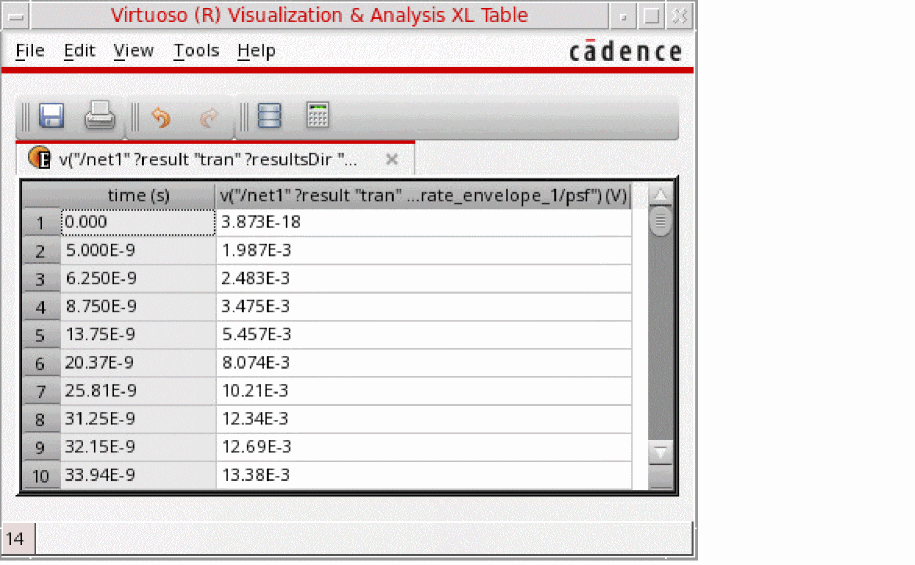 Virtuoso (R) Visualization & Analysis XL Table
File Edit View Tools Help cādence
E v("/net1" ?result "tran" ?resultsDir "...
time (s) v("/net1" ?result "tran" ...rate_envelope_1/psf") (V)
1 0.000 3.873E-18
2 5.000E-9 1.987E-3
3 6.250E-9 2.483E-3
4 8.750E-9 3.475E-3
5 13.75E-9 5.457E-3
6 20.37E-9 8.074E-3
7 25.81E-9 10.21E-3
8 31.25E-9 12.34E-3
9 32.15E-9 12.69E-3
10 33.94E-9 13.38E-3
14